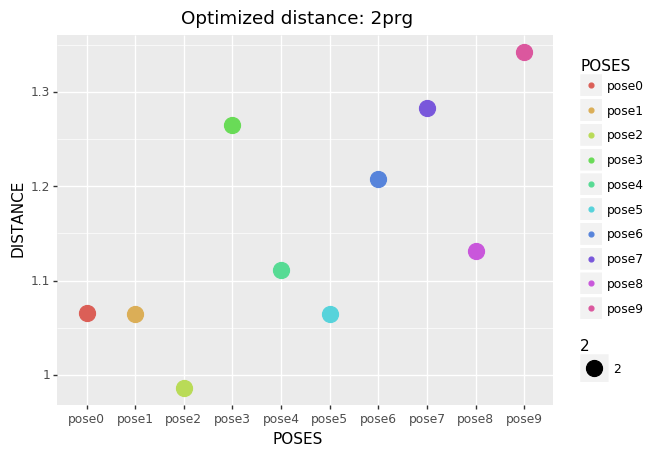 Optimized distance: 2prg
DISTANCE
1.3
1.2
1.1
1
pose0 pose1 pose2 pose3 pose4 pose5 pose6 pose7 pose8 pose9
POSES
POSES
pose0
pose1
pose2
pose3
pose4
pose5
pose6
pose7
pose8
pose9
2
2